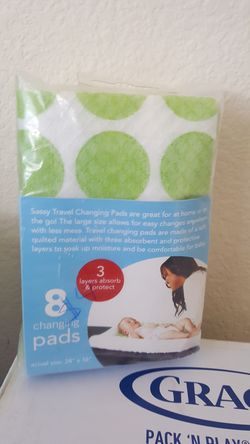 Sassy Travel Changing Pads are great for at home or on
the go! The large size allows for easy changes anywhere
with less mess. Travel changing pads are made of a soft
quilted material with three absorbent and protective
layers to soak up moisture and be comfortable for baby.
3
layers absorb
& protect
8
changing
pads
actual size:
GRAC
PACK 'N PLAY